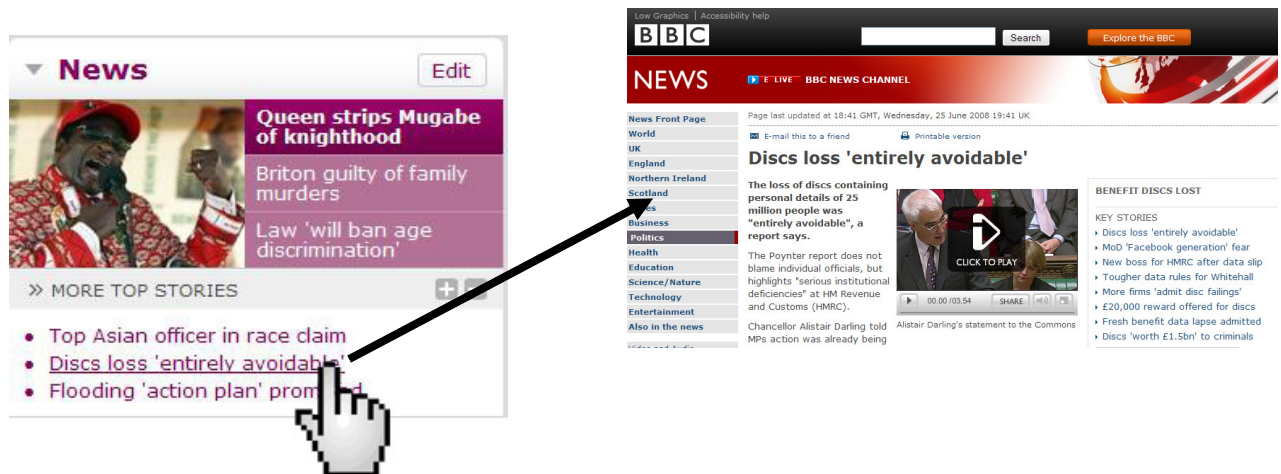 News
Edit
Queen strips Mugabe
of knighthood
Briton guilty of family
murders
Law 'will ban age
discrimination'
» MORE TOP STORIES
Top Asian officer in race claim
Discs loss 'entirely avoidable'
Flooding 'action plan'
Low Graphics | Accessibility help
BBC
Search
Explore the BBC
NEWS
LIVE BBC NEWS CHANNEL
News Front Page
World
UK
England
Northern Ireland
Scotland
Business
Politics
Health
Education
Science/Nature
Technology
Entertainment
Also in the news
Page last updated at 18:41 GMT, Wednesday, 25 June 2008 19:41 UK
E-mail this to a friend
Printable version
Discs loss 'entirely avoidable'
The loss of discs containing
personal details of 25
million people was
"entirely avoidable", a
report says.
The Poynter report does not
blame individual officials, but
highlights "serious institutional
deficiencies" at HM Revenue
and Customs (HMRC).
Chancellor Alistair Darling told
MPs action was already being
CLICK TO PLAY
00.00 /03.54
SHARE
Alistair Darling's statement to the Commons
BENEFIT DISCS LOST
KEY STORIES
Discs loss 'entirely avoidable'
MoD 'Facebook generation' fear
New boss for HMRC after data slip
Tougher data rules for Whitehall
More firms 'admit disc failings'
£20,000 reward offered for discs
Fresh benefit data lapse admitted
Discs 'worth £1.5bn' to criminals